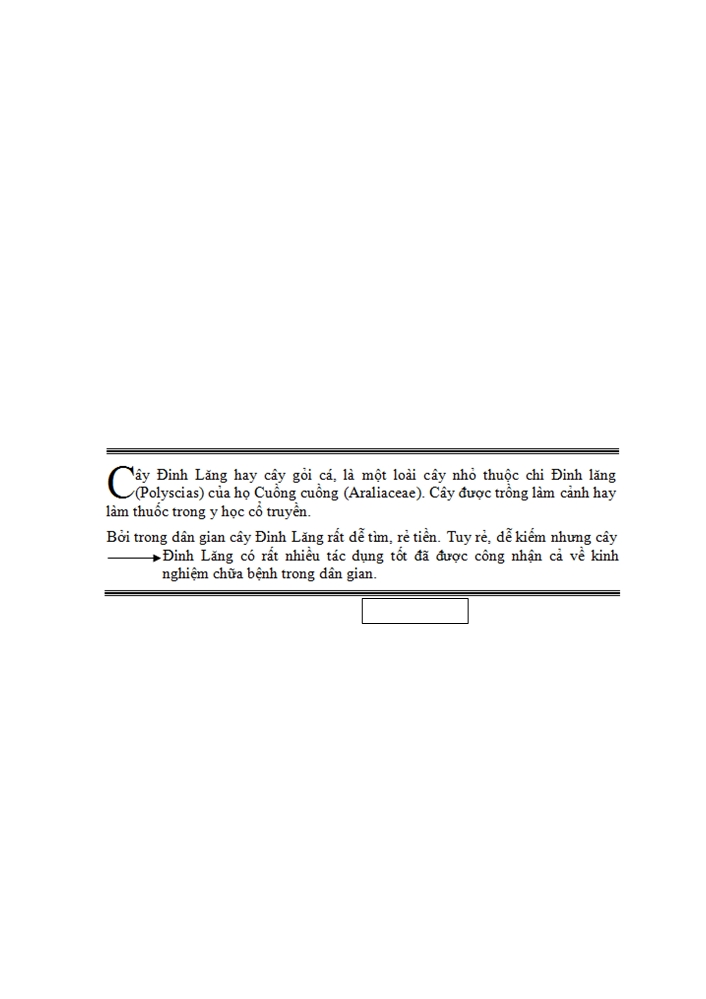 Cây Đinh Lăng hay cây gỏi cá, là một loài cây nhỏ thuộc chi Đinh lăng
(Polyscias) của họ Cuồng cuồng (Araliaceae). Cây được trồng làm cảnh hay
làm thuốc trong y học cổ truyền.
Bởi trong dân gian cây Đinh Lăng rất dễ tìm, rẻ tiền. Tuy rẻ, dễ kiếm nhưng cây
Đinh Lăng có rất nhiều tác dụng tốt đã được công nhận cả về kinh
nghiệm chữa bệnh trong dân gian.